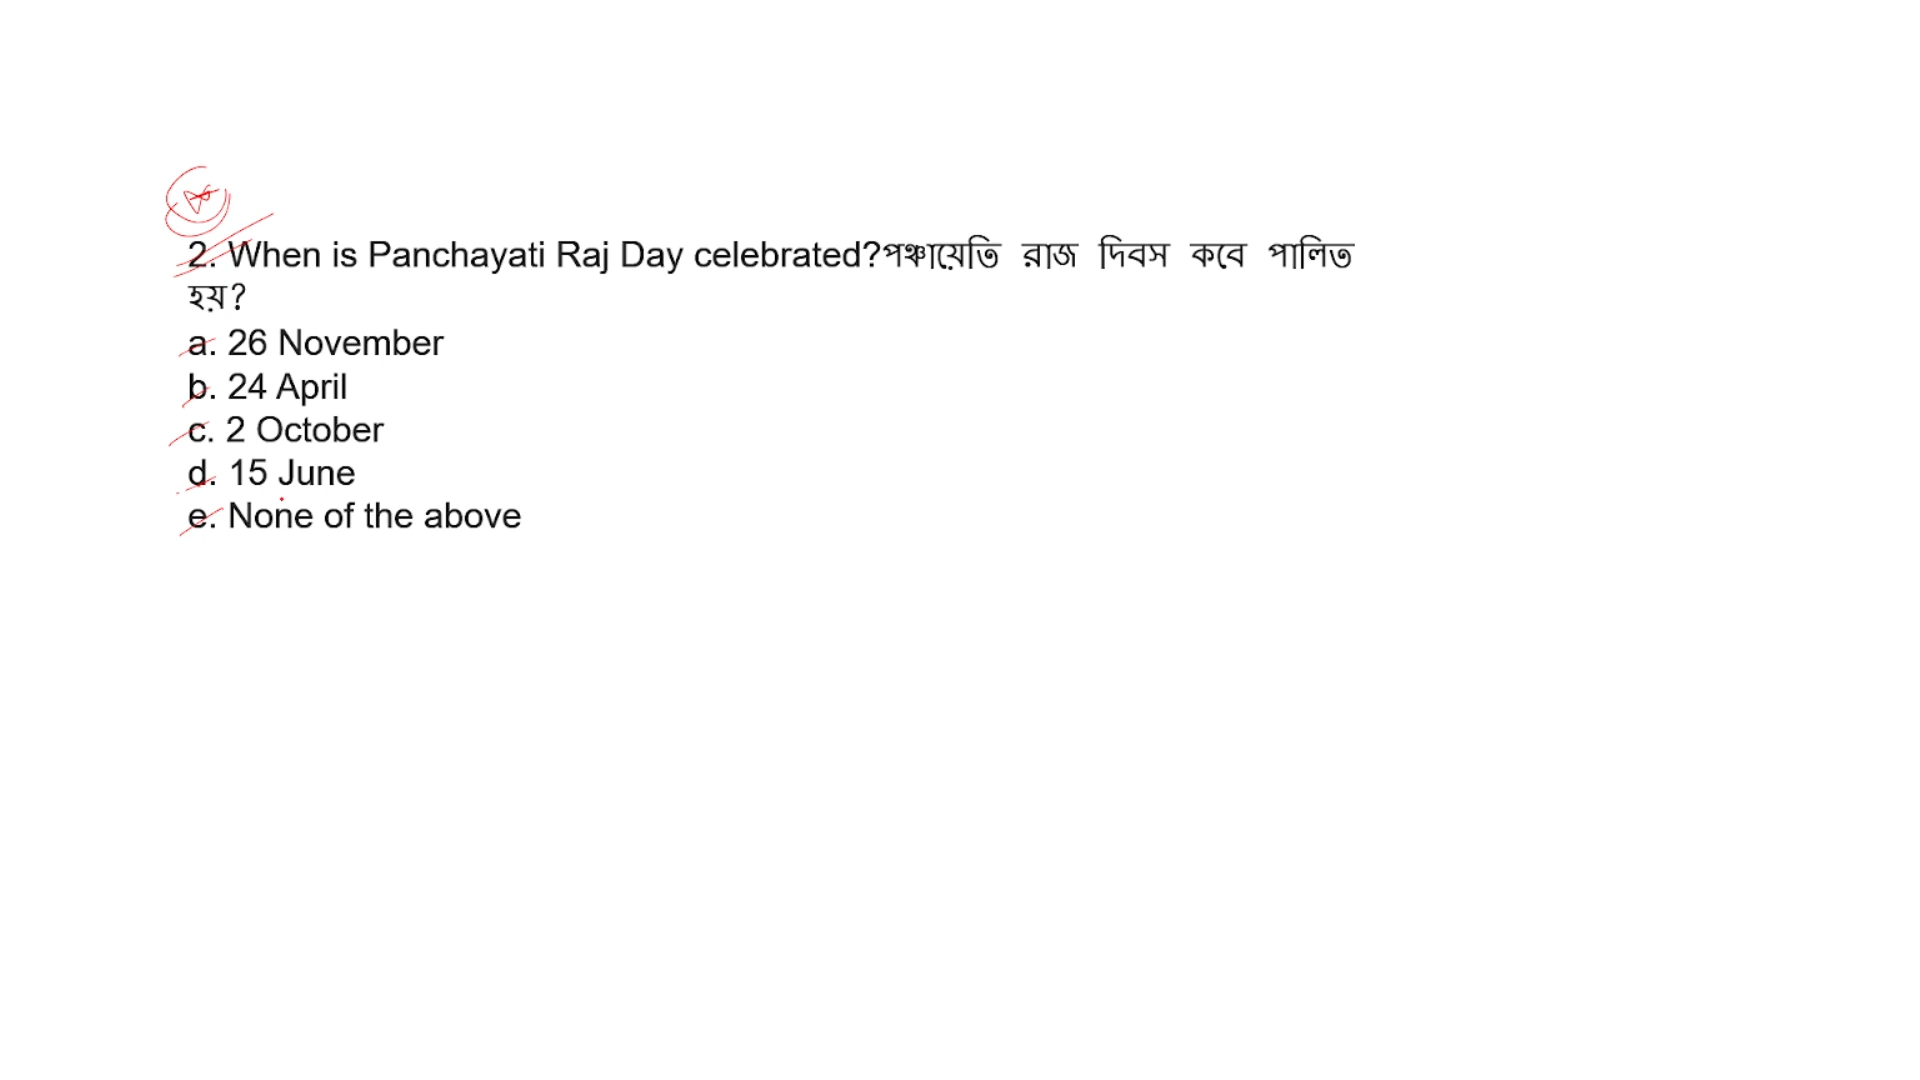 2. When is Panchayati Raj Day celebrated?পঞ্চায়েতি রাজ দিবস কবে পালিত
হয়?
a. 26 November
b. 24 April
c. 2 October
d. 15 June
e. None of the above